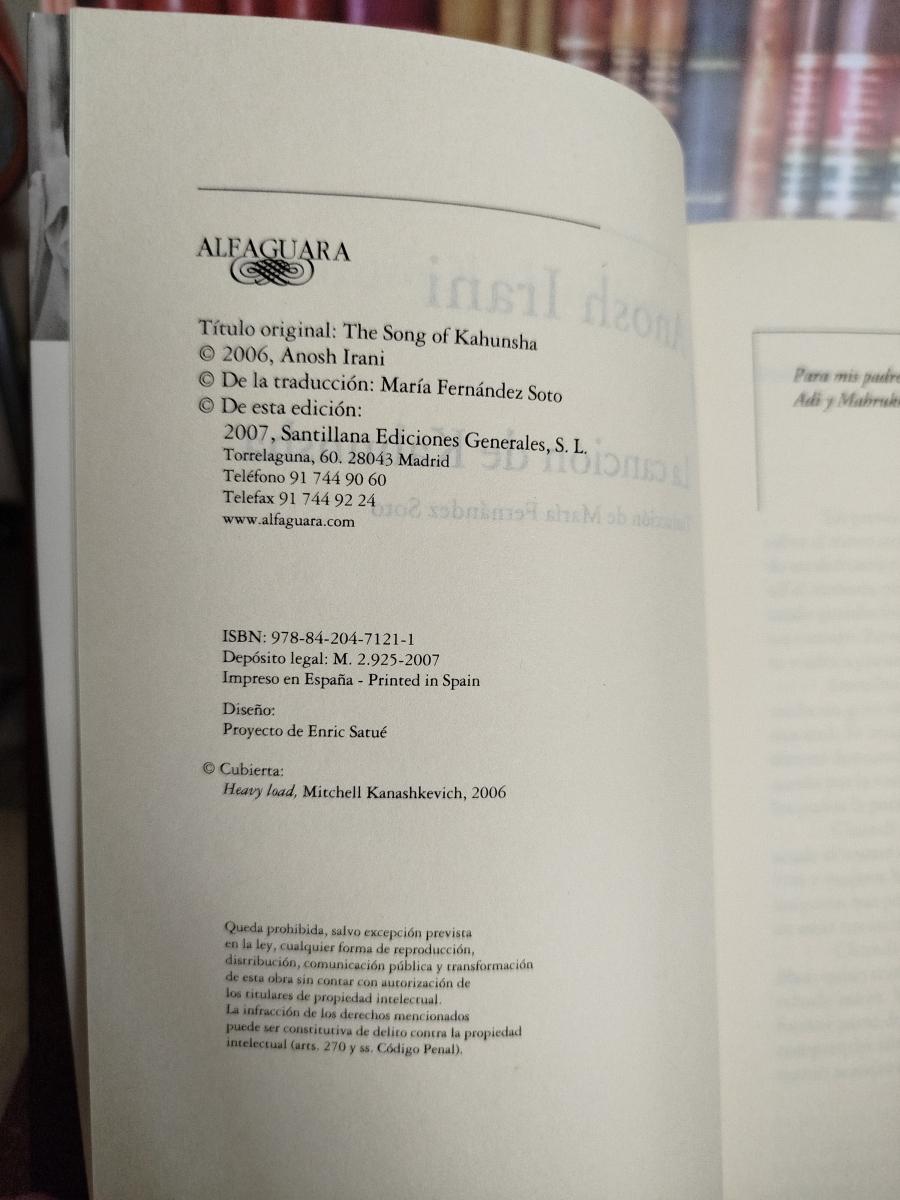 ALFAGUARA
Título original: The Song of Kahunsha
© 2006, Anosh Irani
© De la traducción: María Fernández Soto
© De esta edición:
2007, Santillana Ediciones Generales, S. L.
Torrelaguna, 60. 28043 Madrid
Teléfono 91 744 90 60
Telefax 91 744 92 24
www.alfaguara.com
ISBN: 978-84-204-7121-1
Depósito legal: M. 2.925-2007
Impreso en España - Printed in Spain
Diseño:
Proyecto de Enric Satué
© Cubierta:
Heavy load, Mitchell Kanashkevich, 2006
Queda prohibida, salvo excepción prevista
en la ley, cualquier forma de reproducción,
distribución, comunicación pública y transformación
de esta obra sin contar con autorización de
los titulares de propiedad intelectual.
La infracción de los derechos mencionados
puede ser constitutiva de delito contra la propiedad
intelectual (arts. 270 y ss. Código Penal).
Para mis
Adi y